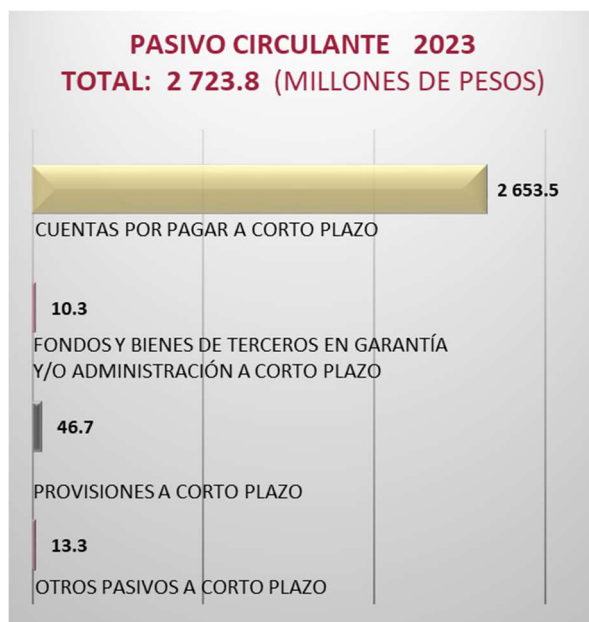 PASIVO CIRCULANTE 2023
TOTAL: 2 723.8 (MILLONES DE PESOS)
2 653.5
CUENTAS POR PAGAR A CORTO PLAZO
10.3
FONDOS Y BIENES DE TERCEROS EN GARANTÍA
Y/O ADMINISTRACIÓN A CORTO PLAZO
46.7
PROVISIONES A CORTO PLAZO
13.3
OTROS PASIVOS A CORTO PLAZO